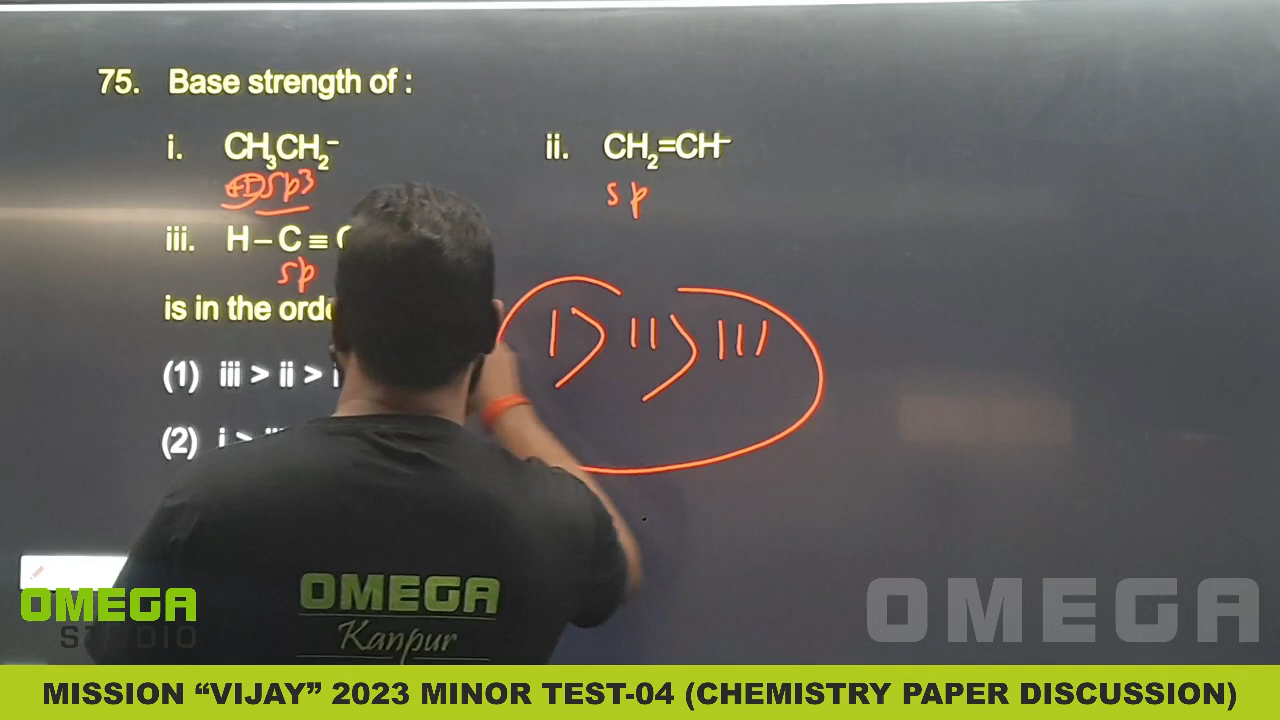 75. Base strength of :
i. CH₃CH₂⁻ ii. CH₂=CH⁻
sp3 sp
iii. H – C ≡
sp
is in the
I > II > III
(1) iii > ii > i
(2) i >
OMEGA
Kanpur
OMEGA
STUDIO
OMEGA
MISSION “VIJAY” 2023 MINOR TEST-04 (CHEMISTRY PAPER DISCUSSION)